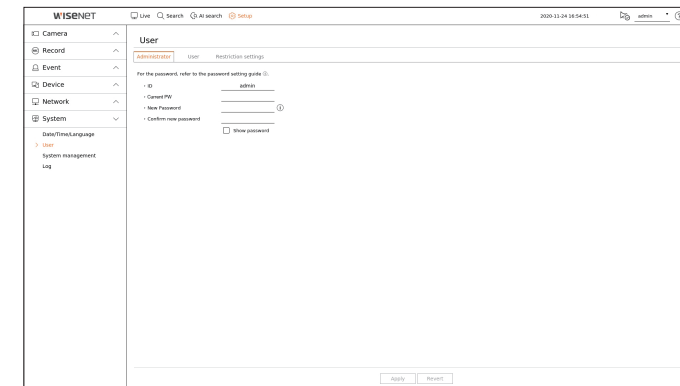 WISENET
Live Search AI search Setup 2020-11-24 16:54:51 admin
Camera
Record
Event
Device
Network
System
Date/Time/Language
User
System management
Log
User
Administrator User Restriction settings
For the password, refer to the password setting guide
ID admin
Current PW
New Password
Confirm new password
Show password
Apply Revert